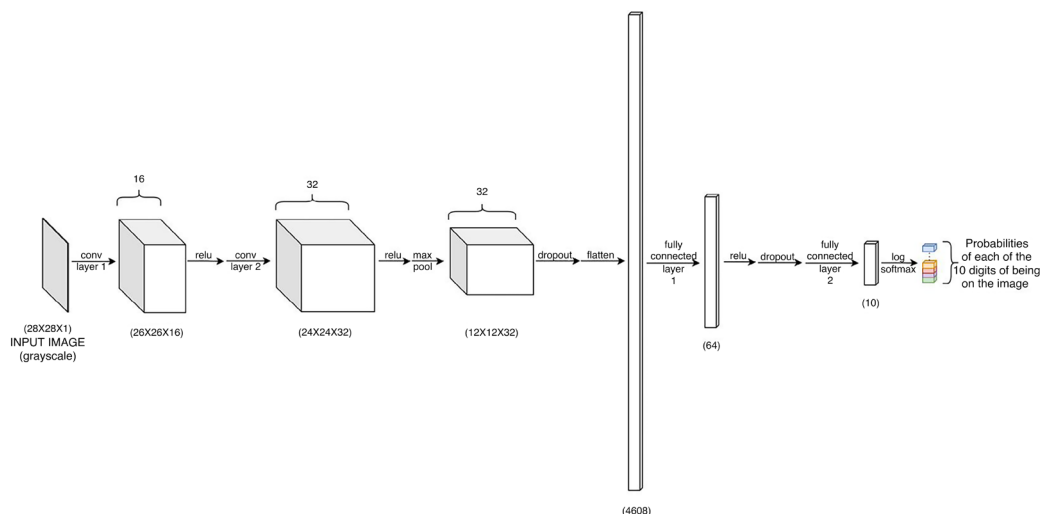 16
32
32
conv
layer 1
relu
conv
layer 2
relu
max
pool
dropout
flatten
fully
connected
layer
1
relu
dropout
fully
connected
layer
2
log
softmax
Probabilities
of each of the
10 digits of being
on the image
(28X28X1)
INPUT IMAGE
(grayscale)
(26X26X16)
(24X24X32)
(12X12X32)
(4608)
(64)
(10)